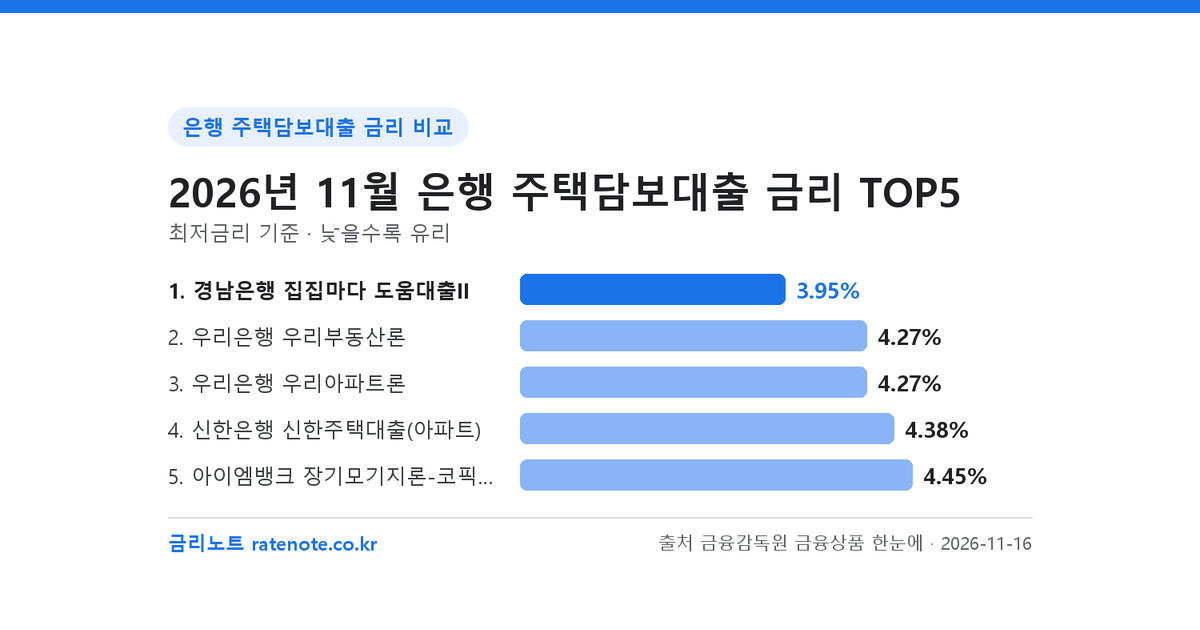 은행 주택담보대출 금리 비교
2026년 11월 은행 주택담보대출 금리 TOP5
최저금리 기준 · 낮을수록 유리
1. 경남은행 집집마다 도움대출II 3.95%
2. 우리은행 우리부동산론 4.27%
3. 우리은행 우리아파트론 4.27%
4. 신한은행 신한주택대출(아파트) 4.38%
5. 아이엠뱅크 장기모기지론-코픽... 4.45%
금리노트 ratenote.co.kr 출처 금융감독원 금융상품 한눈에 · 2026-11-16